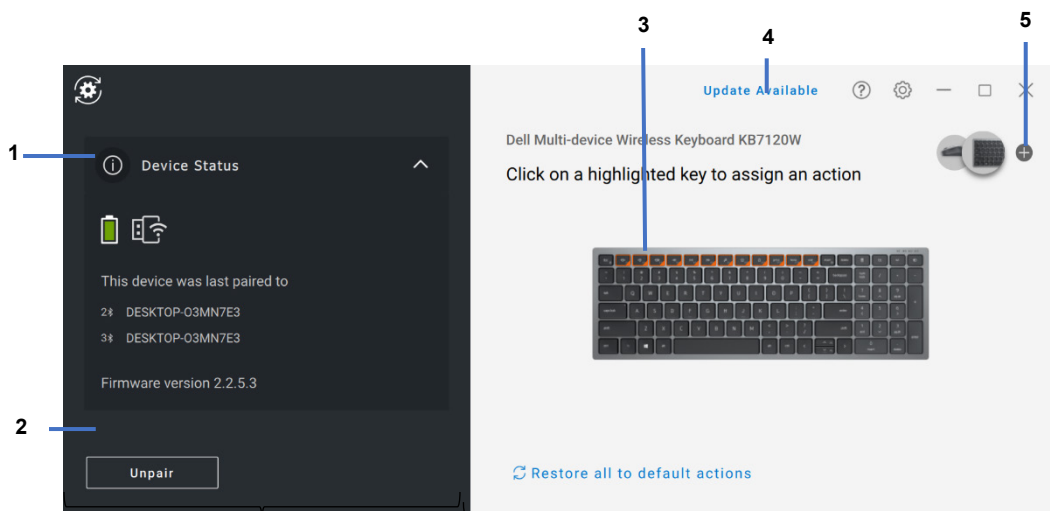 3
4
5
Update Available
1
Device Status
Dell Multi-device Wireless Keyboard KB7120W
Click on a highlighted key to assign an action
This device was last paired to
2 DESKTOP-O3MN7E3
3 DESKTOP-O3MN7E3
Firmware version 2.2.5.3
2
Unpair
Restore all to default actions